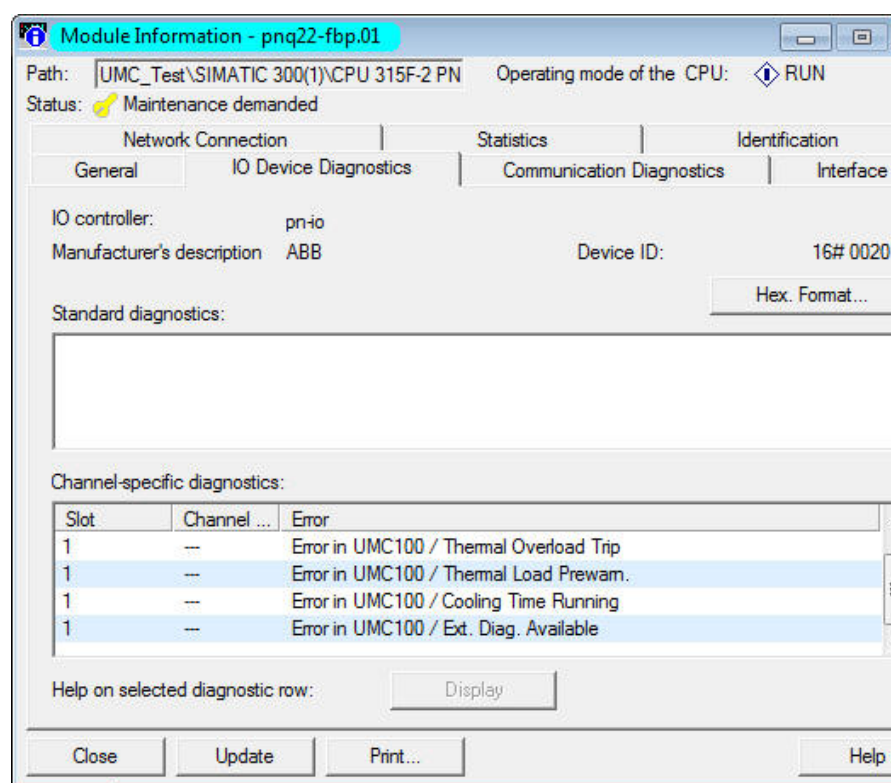 Module Information - pnq22-fbp.01
Path: UMC_Test\SIMATIC 300(1)\CPU 315F-2 PN Operating mode of the CPU: RUN
Status: Maintenance demanded
Network Connection Statistics Identification
General IO Device Diagnostics Communication Diagnostics Interface
IO controller: pn-io
Manufacturer's description ABB Device ID: 16# 0020
Hex. Format...
Standard diagnostics:
Channel-specific diagnostics:
Slot Channel ... Error
1 --- Error in UMC100 / Thermal Overload Trip
1 --- Error in UMC100 / Thermal Load Prewarn.
1 --- Error in UMC100 / Cooling Time Running
1 --- Error in UMC100 / Ext. Diag. Available
Help on selected diagnostic row: Display
Close Update Print... Help